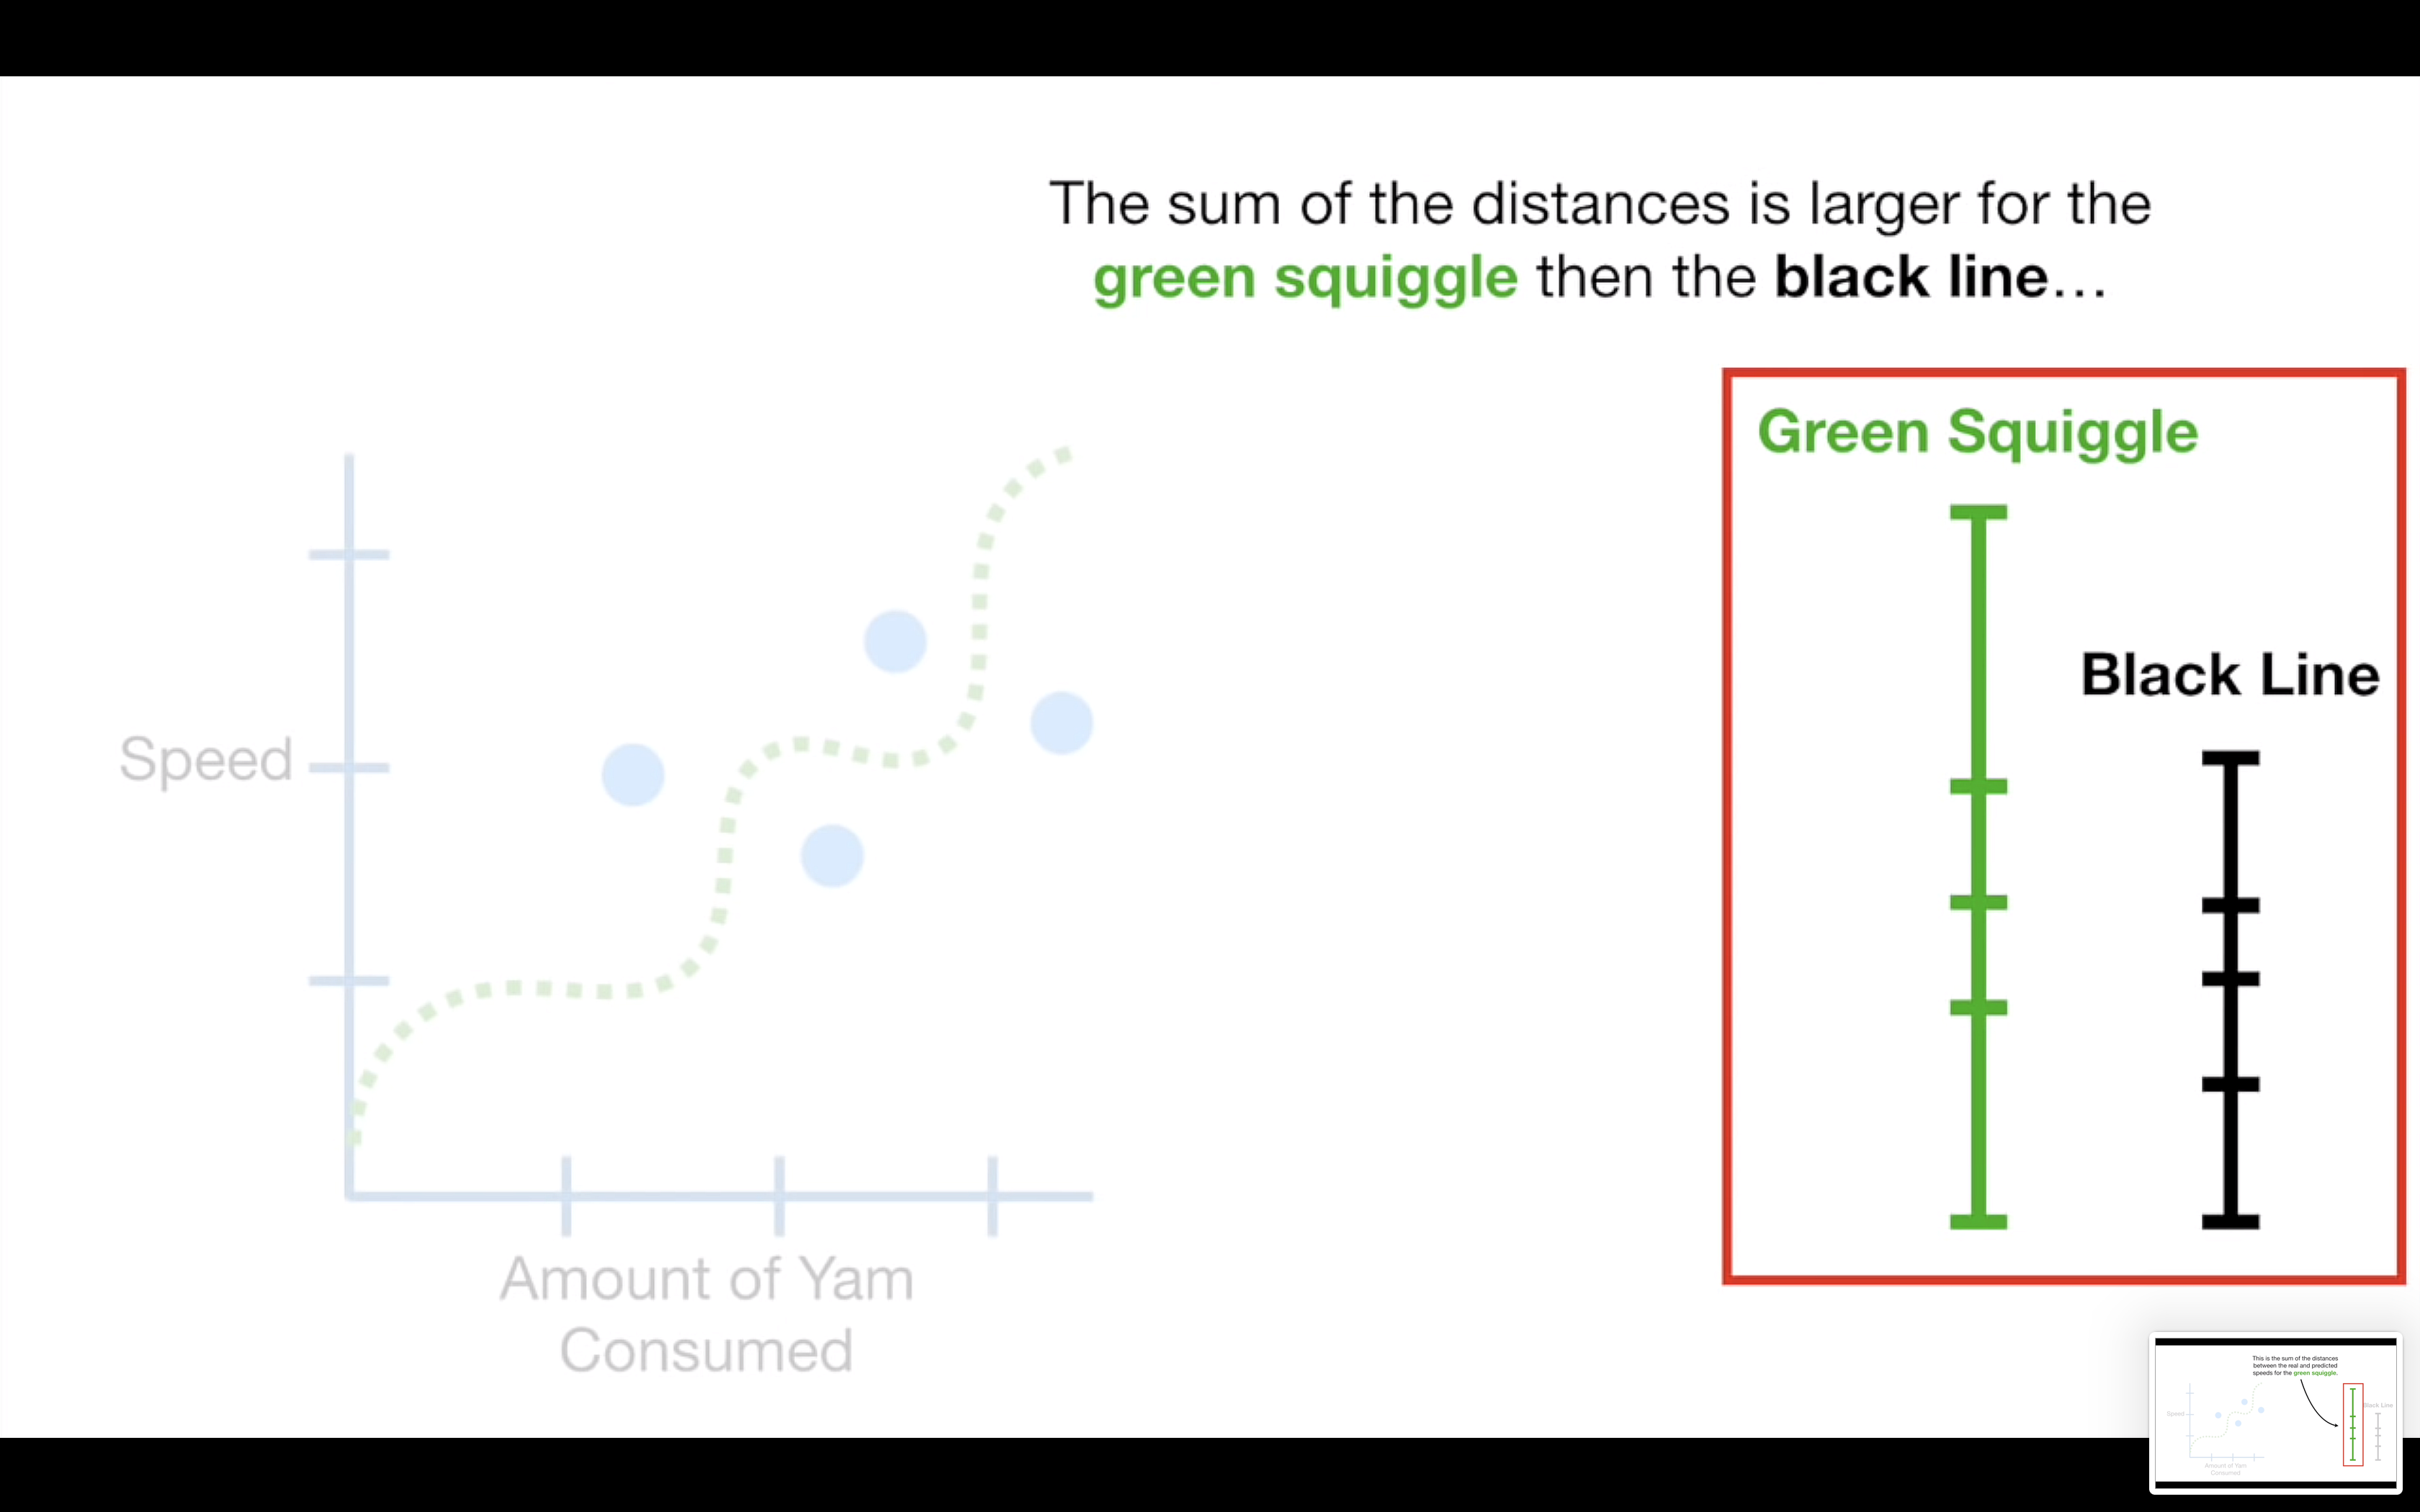 The sum of the distances is larger for the
green squiggle then the black line...
Green Squiggle
Black Line
Speed
Amount of Yam
Consumed
This is the sum of the distances
between the real and predicted
speeds for the green squiggle.
Black Line
Speed
Amount of Yam
Consumed